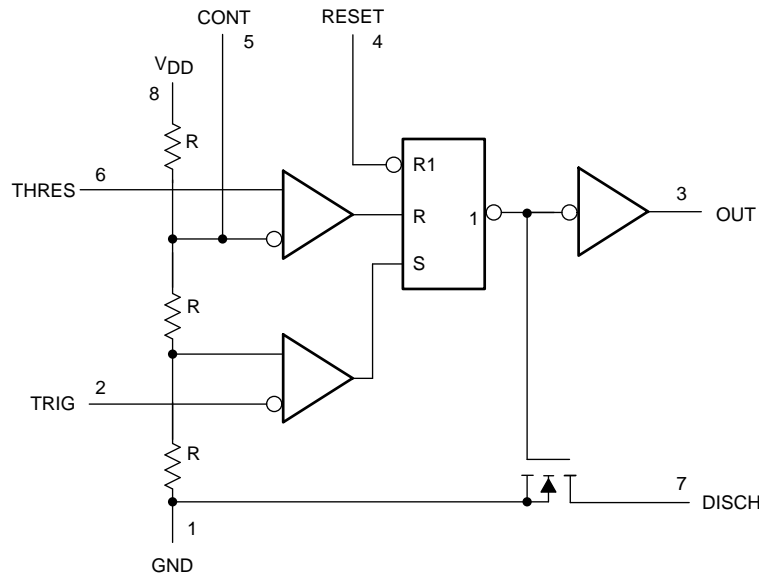 CONT
5
RESET
4
VDD
8
R
6
THRES
R1
R
1
S
3
OUT
R
2
TRIG
R
7
DISCH
1
GND